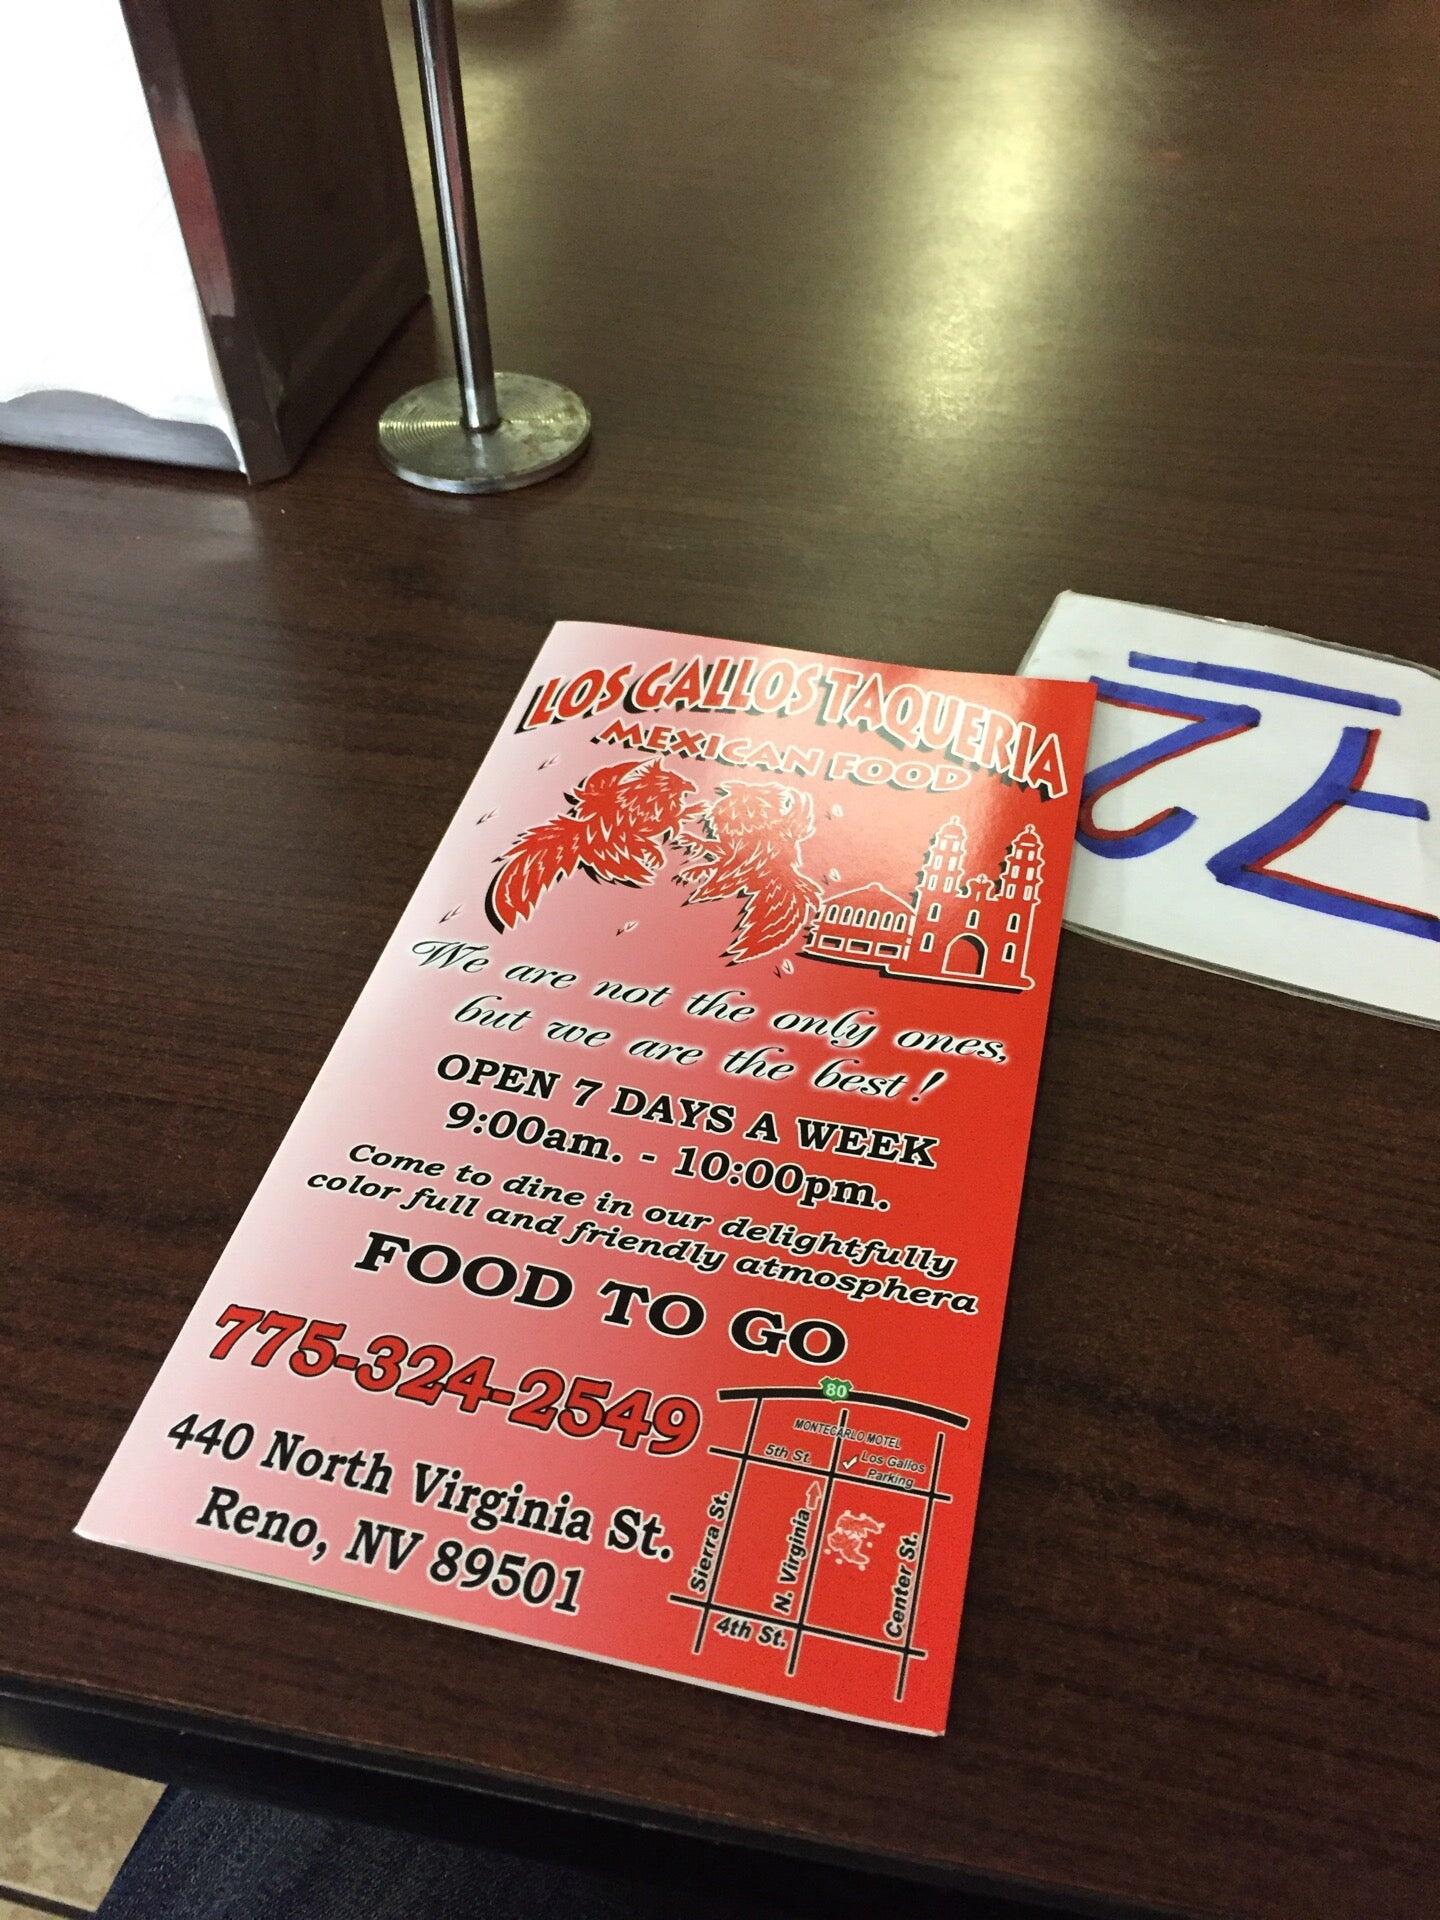 LOS GALLOS TAQUERIA
MEXICAN FOOD
We are not the only ones,
but we are the best!
OPEN 7 DAYS A WEEK
9:00am. - 10:00pm.
Come to dine in our delightfully
color full and friendly atmosphera
FOOD TO GO
775-324-2549
440 North Virginia St.
Reno, NV 89501
80
MONTECARLO MOTEL
5th St.
Los Gallos
Parking
Sierra St.
N. Virginia
Center St.
4th St.
72